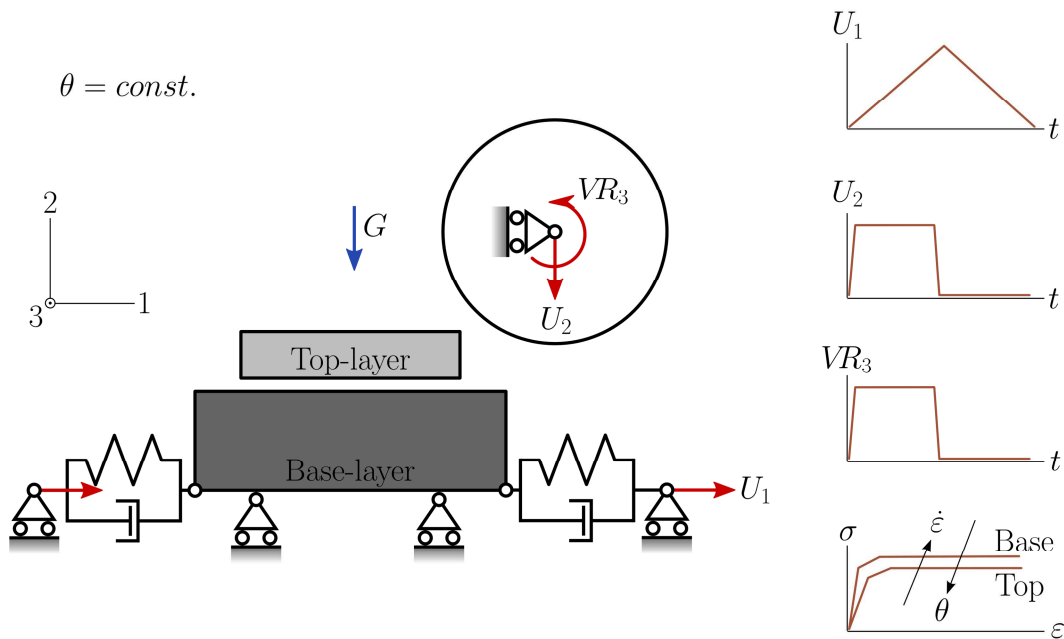 θ = const.
2
3
1
G
VR₃
U₂
Top-layer
Base-layer
U₁
U₁
t
U₂
t
VR₃
t
σ
ε̇
Base
Top
θ
ε